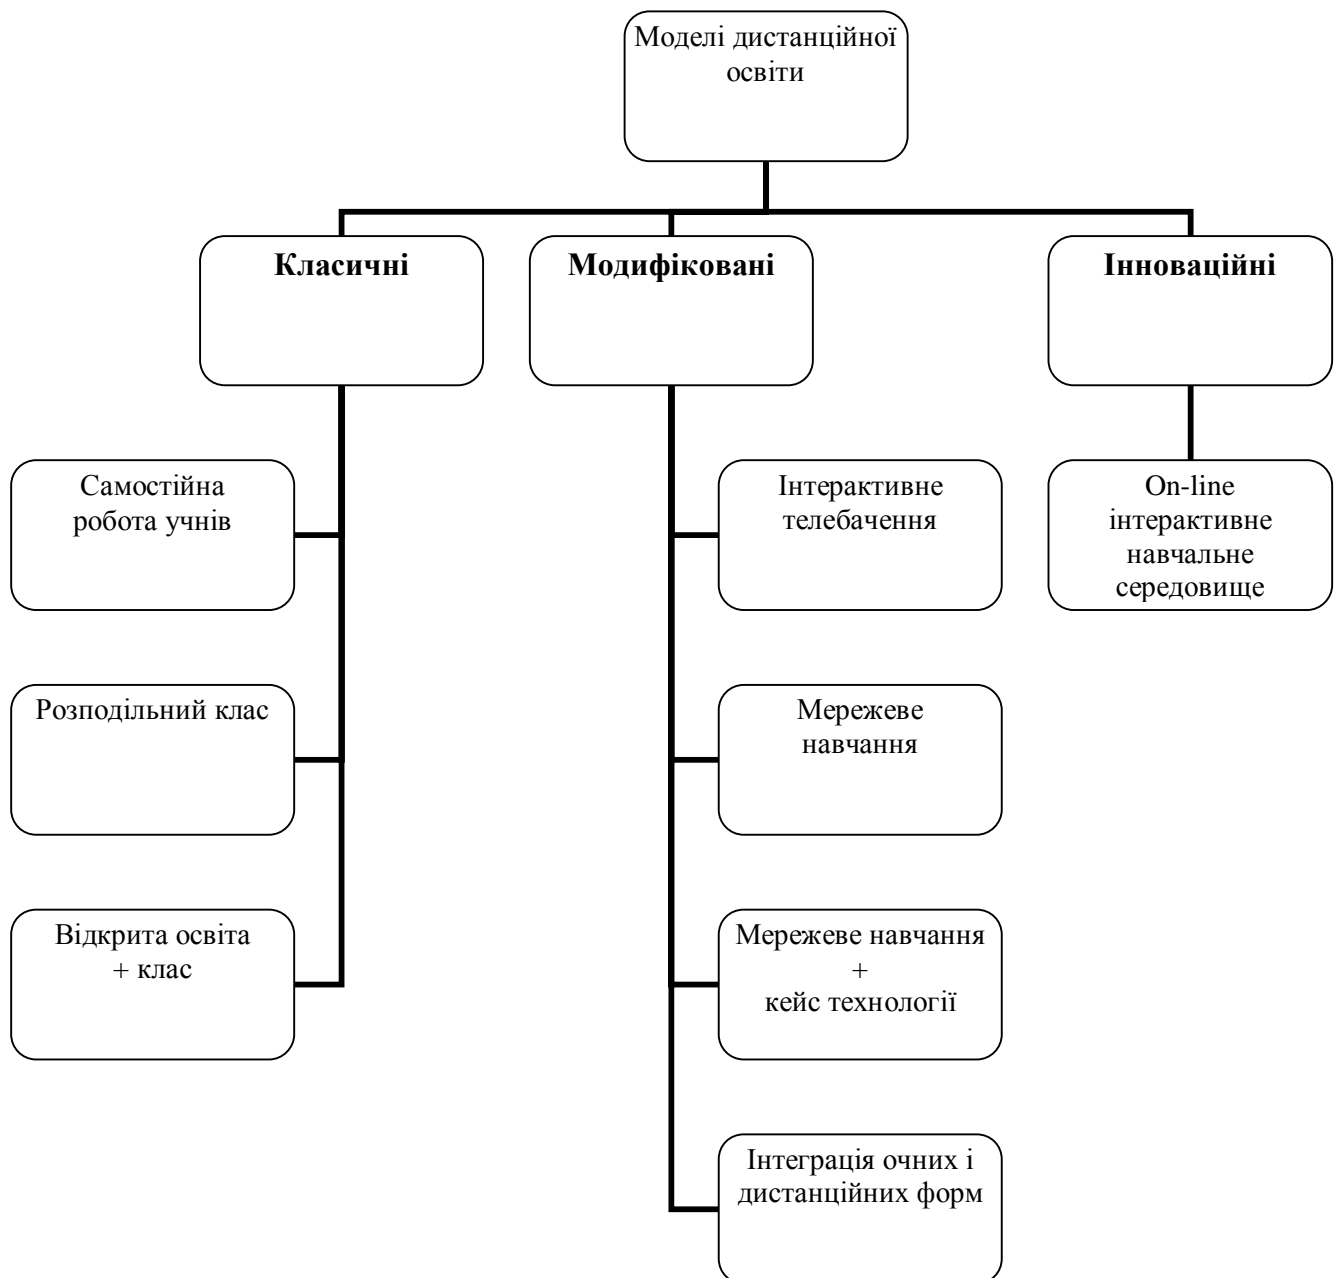 Моделі дистанційної
освіти
Класичні
Модифіковані
Інноваційні
Самостійна
робота учнів
Інтерактивне
телебачення
On-line
інтерактивне
навчальне
середовище
Розподільний клас
Мережеве
навчання
Відкрита освіта
+ клас
Мережеве навчання
+
кейс технології
Інтеграція очних і
дистанційних форм